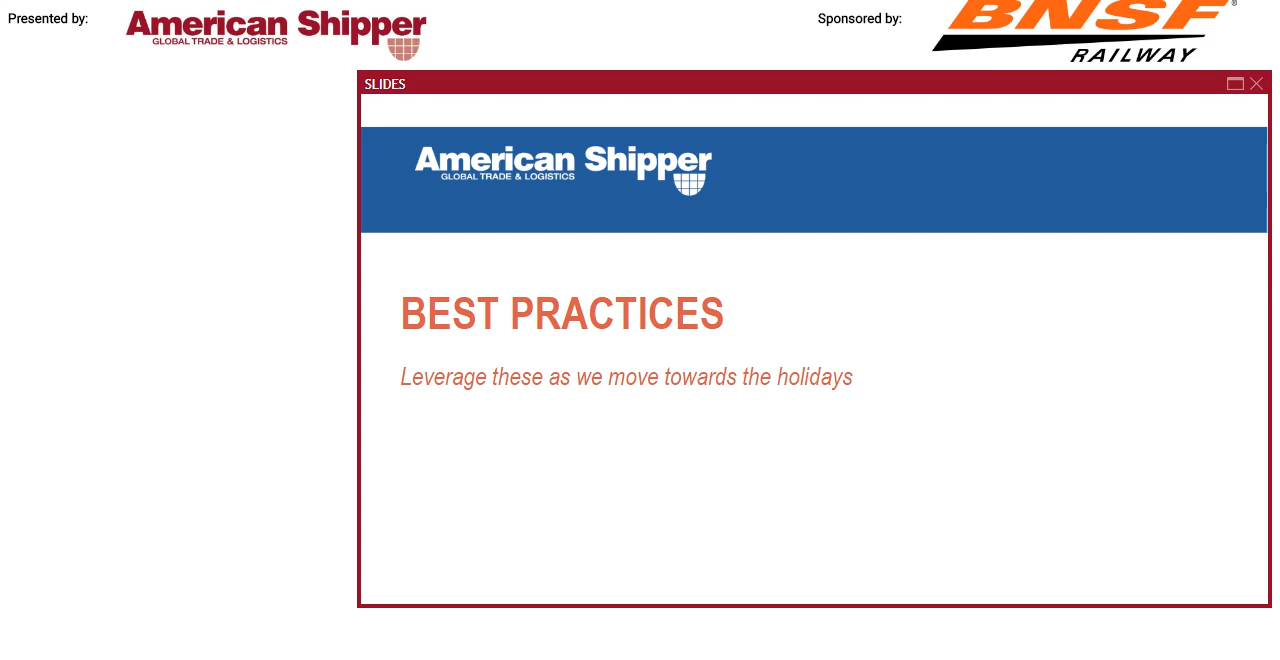 Presented by:
American Shipper
GLOBAL TRADE & LOGISTICS
Sponsored by:
BNSF
®
RAILWAY
SLIDES
American Shipper
GLOBAL TRADE & LOGISTICS
BEST PRACTICES
Leverage these as we move towards the holidays